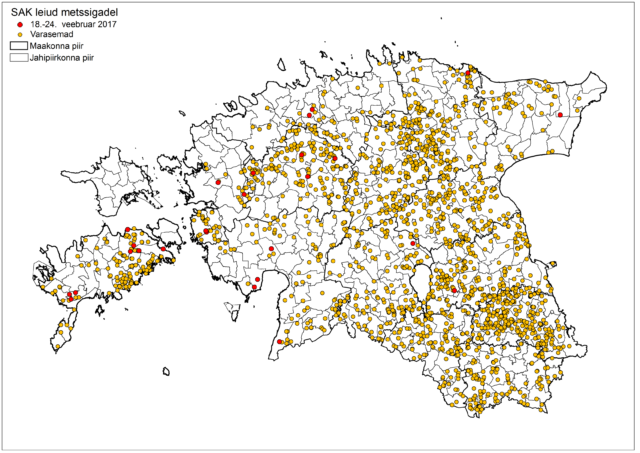 SAK leiud metssigadel
18.-24. veebruar 2017
Varasemad
Maakonna piir
Jahipiirkonna piir